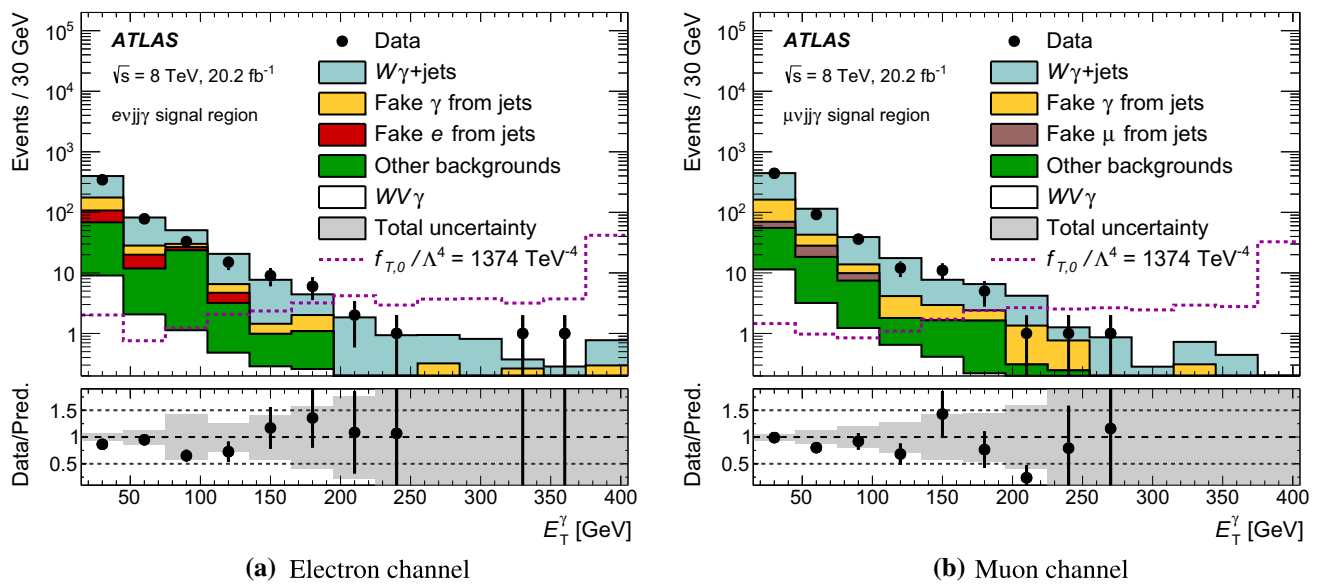 Events / 30 GeV
10⁵
10⁴
10³
10²
10
1
ATLAS
√s = 8 TeV, 20.2 fb⁻¹
eνjjγ signal region
Data
Wγ+jets
Fake γ from jets
Fake e from jets
Other backgrounds
WVγ
Total uncertainty
f_T,0 /Λ⁴ = 1374 TeV⁻⁴
Data/Pred.
1.5
1
0.5
50 100 150 200 250 300 350 400
E_T^γ [GeV]
(a) Electron channel
Events / 30 GeV
10⁵
10⁴
10³
10²
10
1
ATLAS
√s = 8 TeV, 20.2 fb⁻¹
μνjjγ signal region
Data
Wγ+jets
Fake γ from jets
Fake μ from jets
Other backgrounds
WVγ
Total uncertainty
f_T,0 /Λ⁴ = 1374 TeV⁻⁴
Data/Pred.
1.5
1
0.5
50 100 150 200 250 300 350 400
E_T^γ [GeV]
(b) Muon channel